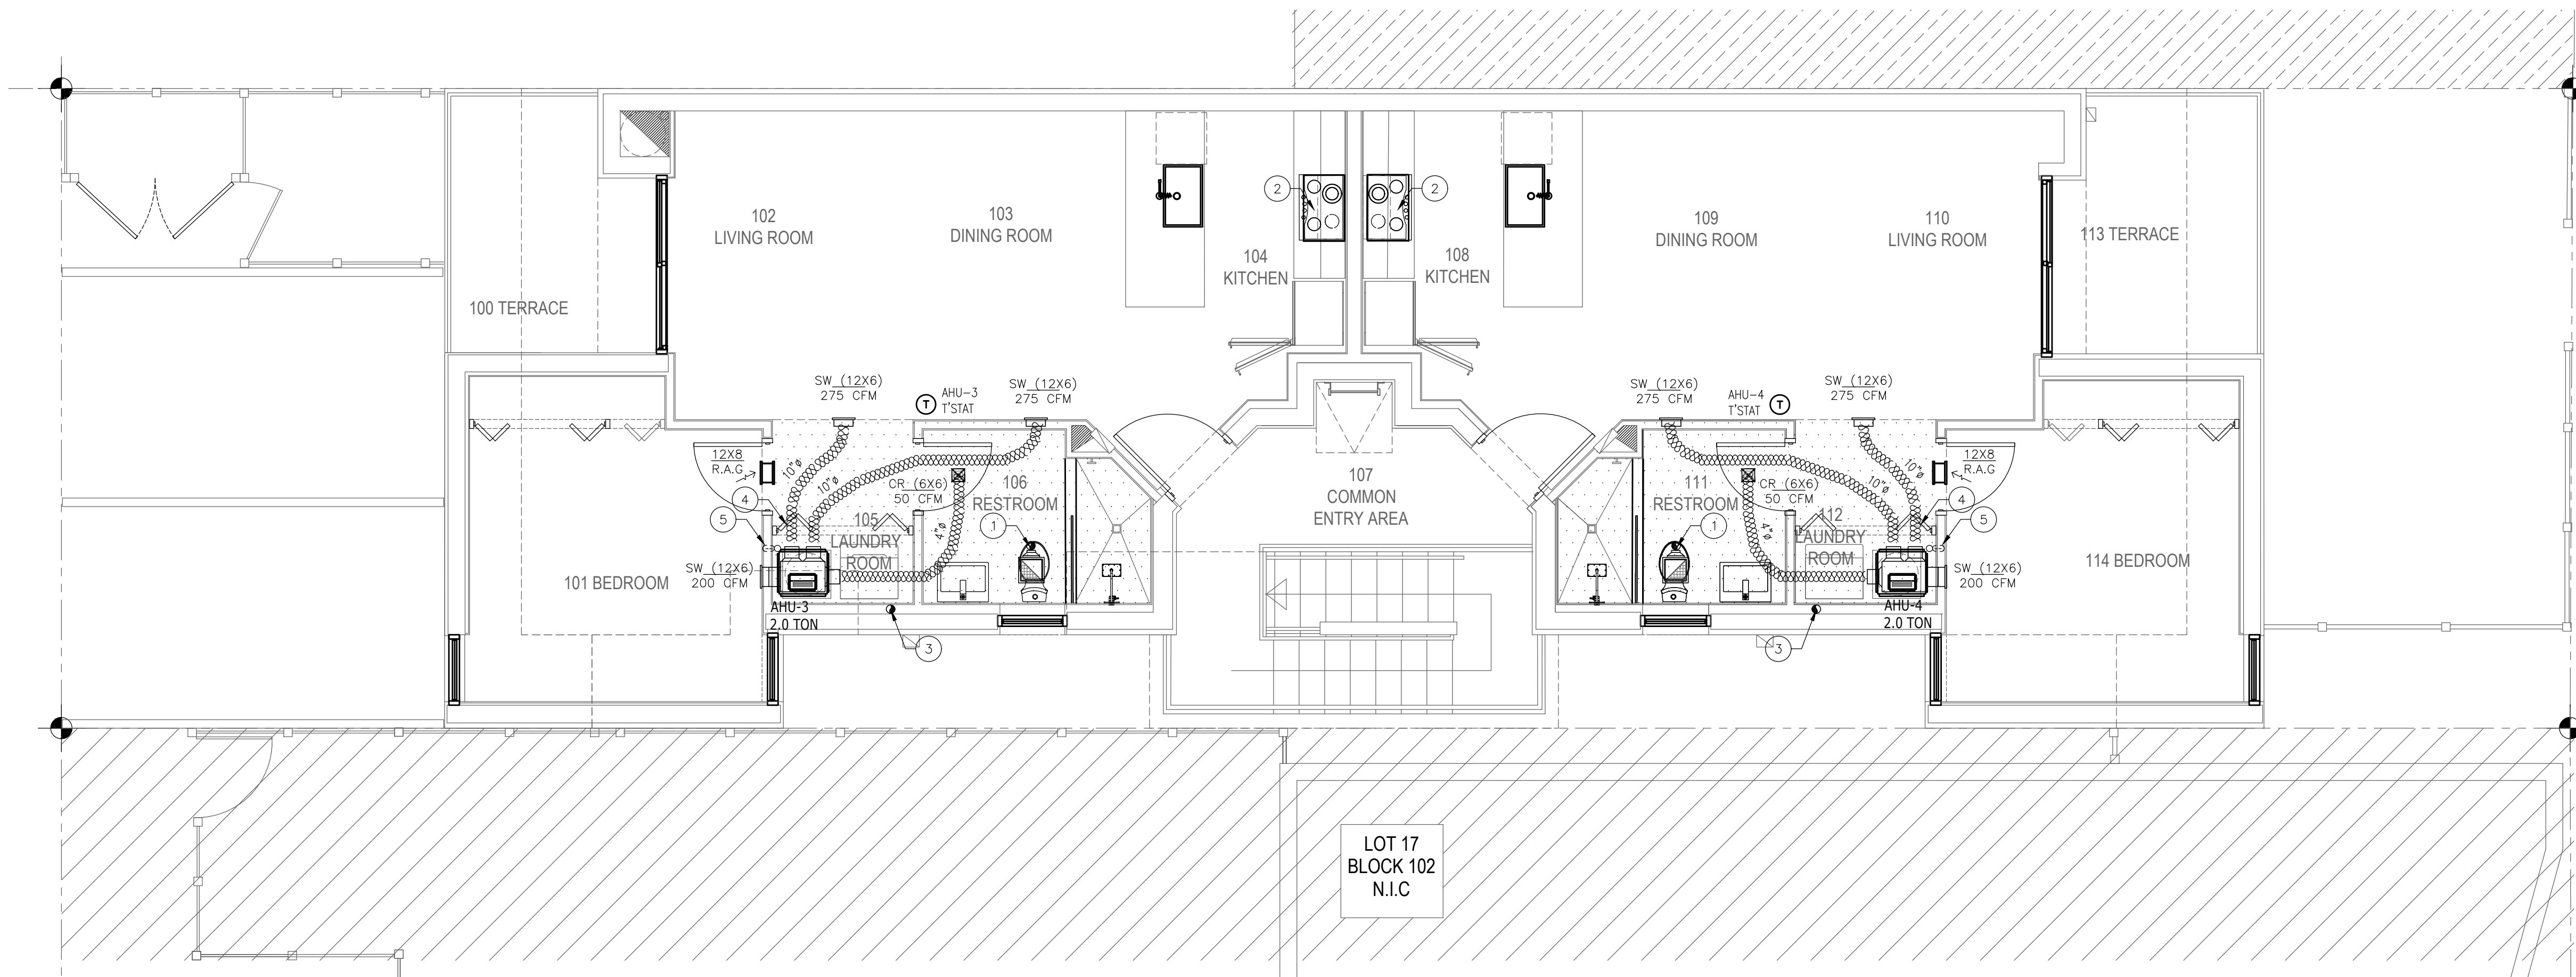 102
LIVING ROOM
103
DINING ROOM
2
104
KITCHEN
2
108
KITCHEN
109
DINING ROOM
110
LIVING ROOM
113 TERRACE
100 TERRACE
SW (12X6)
275 CFM
AHU-3
T'STAT
T
SW (12X6)
275 CFM
SW (12X6)
275 CFM
AHU-4
T'STAT
T
SW (12X6)
275 CFM
12X8
R.A.G
10"ø
10"ø
CR (6X6)
50 CFM
106
RESTROOM
4
5
105
LAUNDRY
ROOM
4"ø
1
SW (12X6)
200 CFM
101 BEDROOM
AHU-3
2.0 TON
3
107
COMMON
ENTRY AREA
111
RESTROOM
1
CR (6X6)
50 CFM
4"ø
10"ø
10"ø
12X8
R.A.G
4
5
112
LAUNDRY
ROOM
SW (12X6)
200 CFM
114 BEDROOM
AHU-4
2.0 TON
3
LOT 17
BLOCK 102
N.I.C